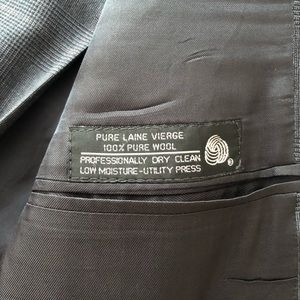 PURE LAINE VIERGE
100% PURE WOOL
PROFESSIONALLY DRY CLEAN
LOW MOISTURE-UTILITY PRESS